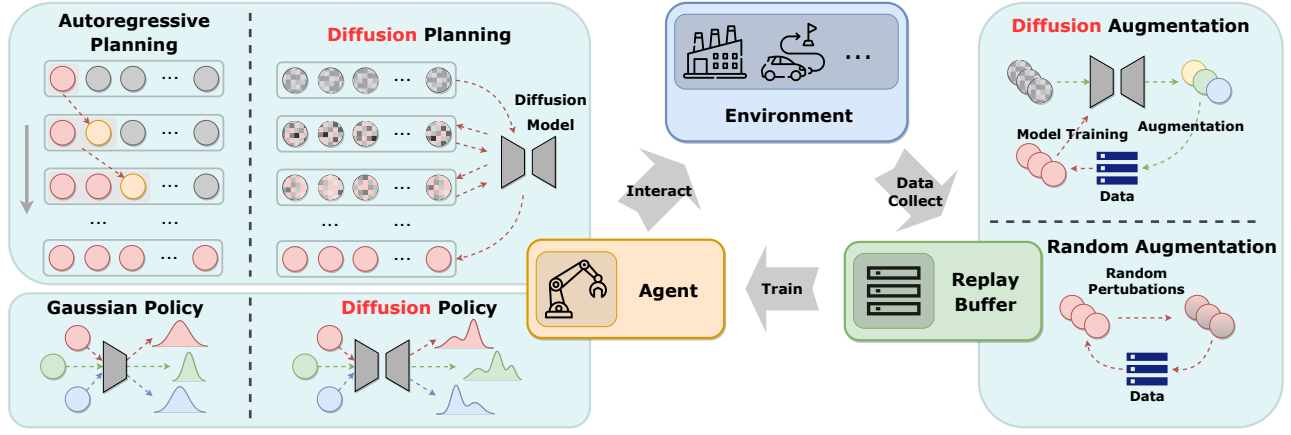 Autoregressive
Planning
...
...
...
... ...
...
Diffusion Planning
...
...
...
... ...
...
Diffusion
Model
Gaussian Policy
Diffusion Policy
...
Environment
Interact
Data
Collect
Train
Agent
Replay
Buffer
Diffusion Augmentation
Model Training
Augmentation
Data
Random Augmentation
Random
Pertubations
Data